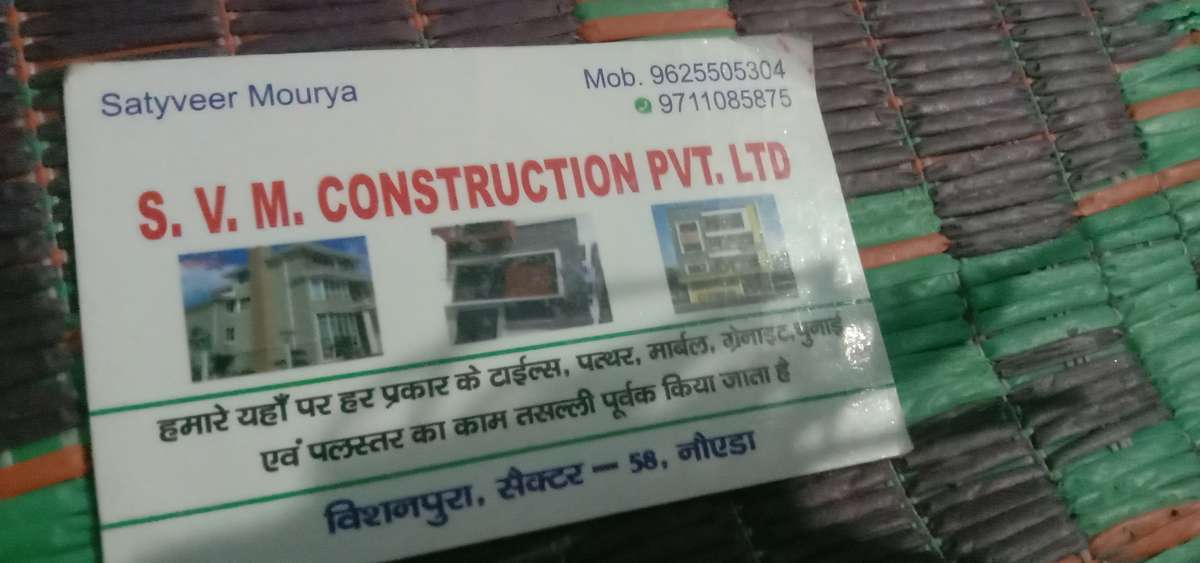 Satyveer Mourya
Mob. 9625505304
9711085875
S. V. M. CONSTRUCTION PVT. LTD
हमारे यहाँ पर हर प्रकार के टाईल्स, पत्थर, मार्बल, ग्रेनाइट,पुनाई
एवं पलस्तर का काम तसल्ली पूर्वक किया जाता है
विशनपुरा, सैक्टर – 58, नौएडा